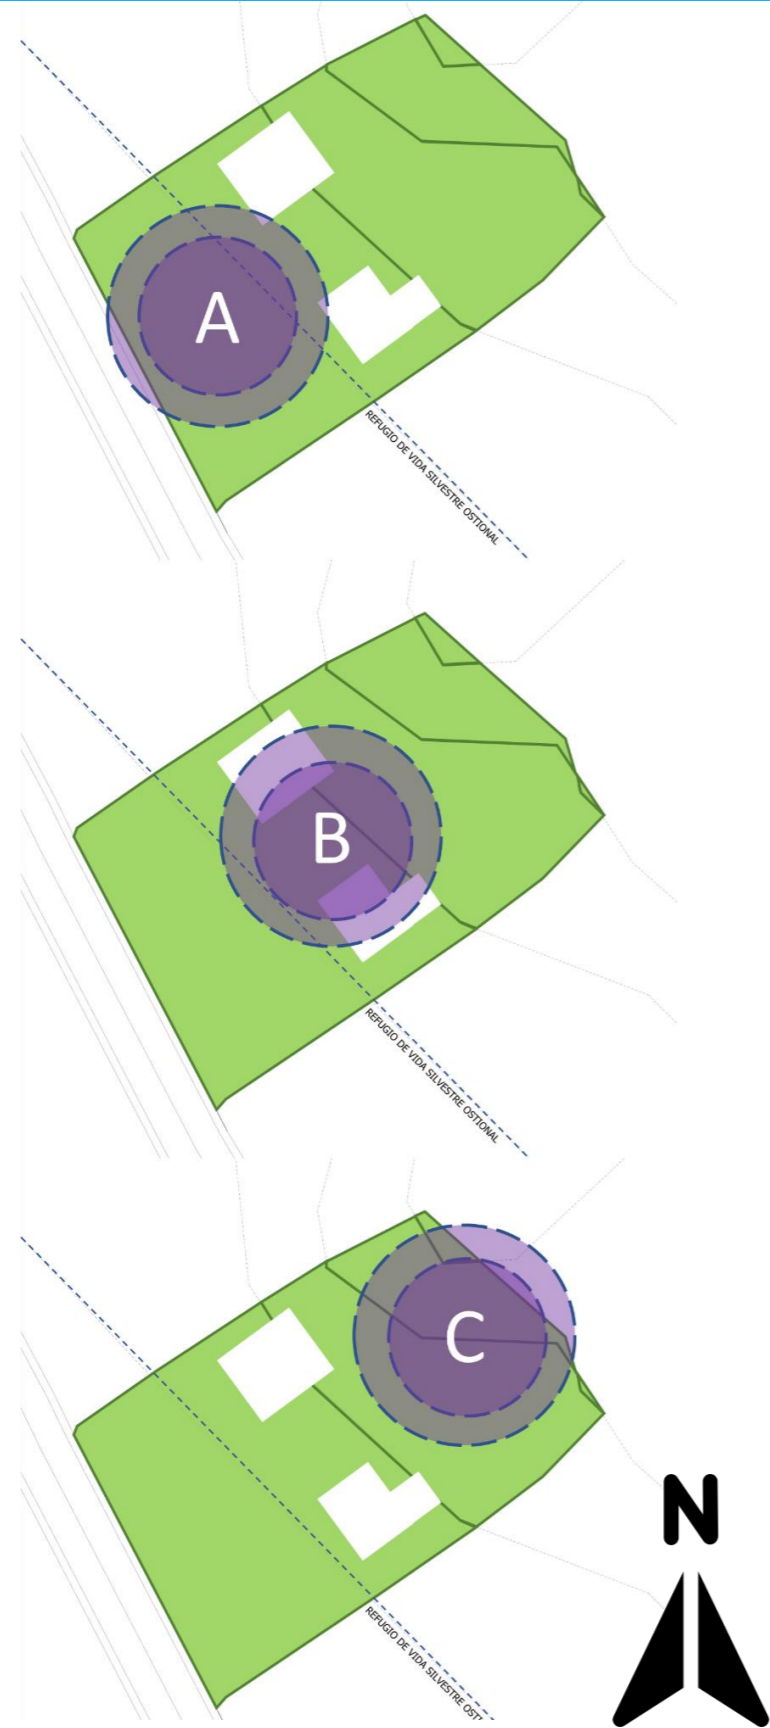 A
REFUGIO DE VIDA SILVESTRE OSTIONAL
B
REFUGIO DE VIDA SILVESTRE OSTIONAL
C
N
REFUGIO DE VIDA SILVESTRE OST